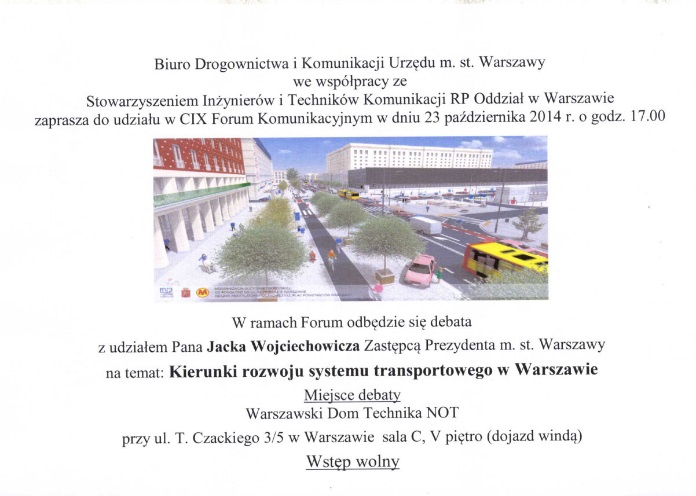 Biuro Drogownictwa i Komunikacji Urzędu m. st. Warszawy
we współpracy ze
Stowarzyszeniem Inżynierów i Techników Komunikacji RP Oddział w Warszawie
zaprasza do udziału w CIX Forum Komunikacyjnym w dniu 23 października 2014 r. o godz. 17.00
W ramach Forum odbędzie się debata
z udziałem Pana Jacka Wojciechowicza Zastępcą Prezydenta m. st. Warszawy
na temat: Kierunki rozwoju systemu transportowego w Warszawie
Miejsce debaty
Warszawski Dom Technika NOT
przy ul. T. Czackiego 3/5 w Warszawie sala C, V piętro (dojazd windą)
Wstęp wolny